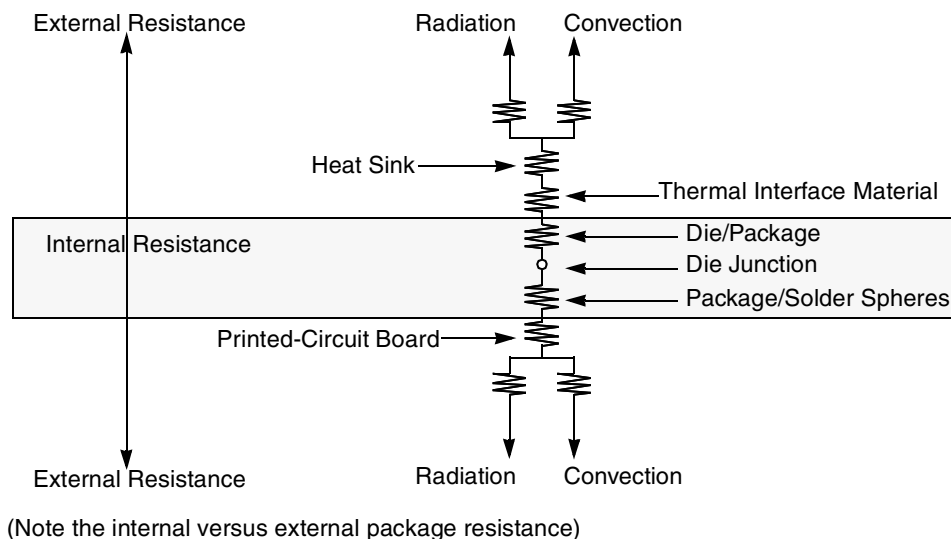 External Resistance
Radiation
Convection
Heat Sink
Thermal Interface Material
Internal Resistance
Die/Package
Die Junction
Package/Solder Spheres
Printed-Circuit Board
External Resistance
Radiation
Convection
(Note the internal versus external package resistance)